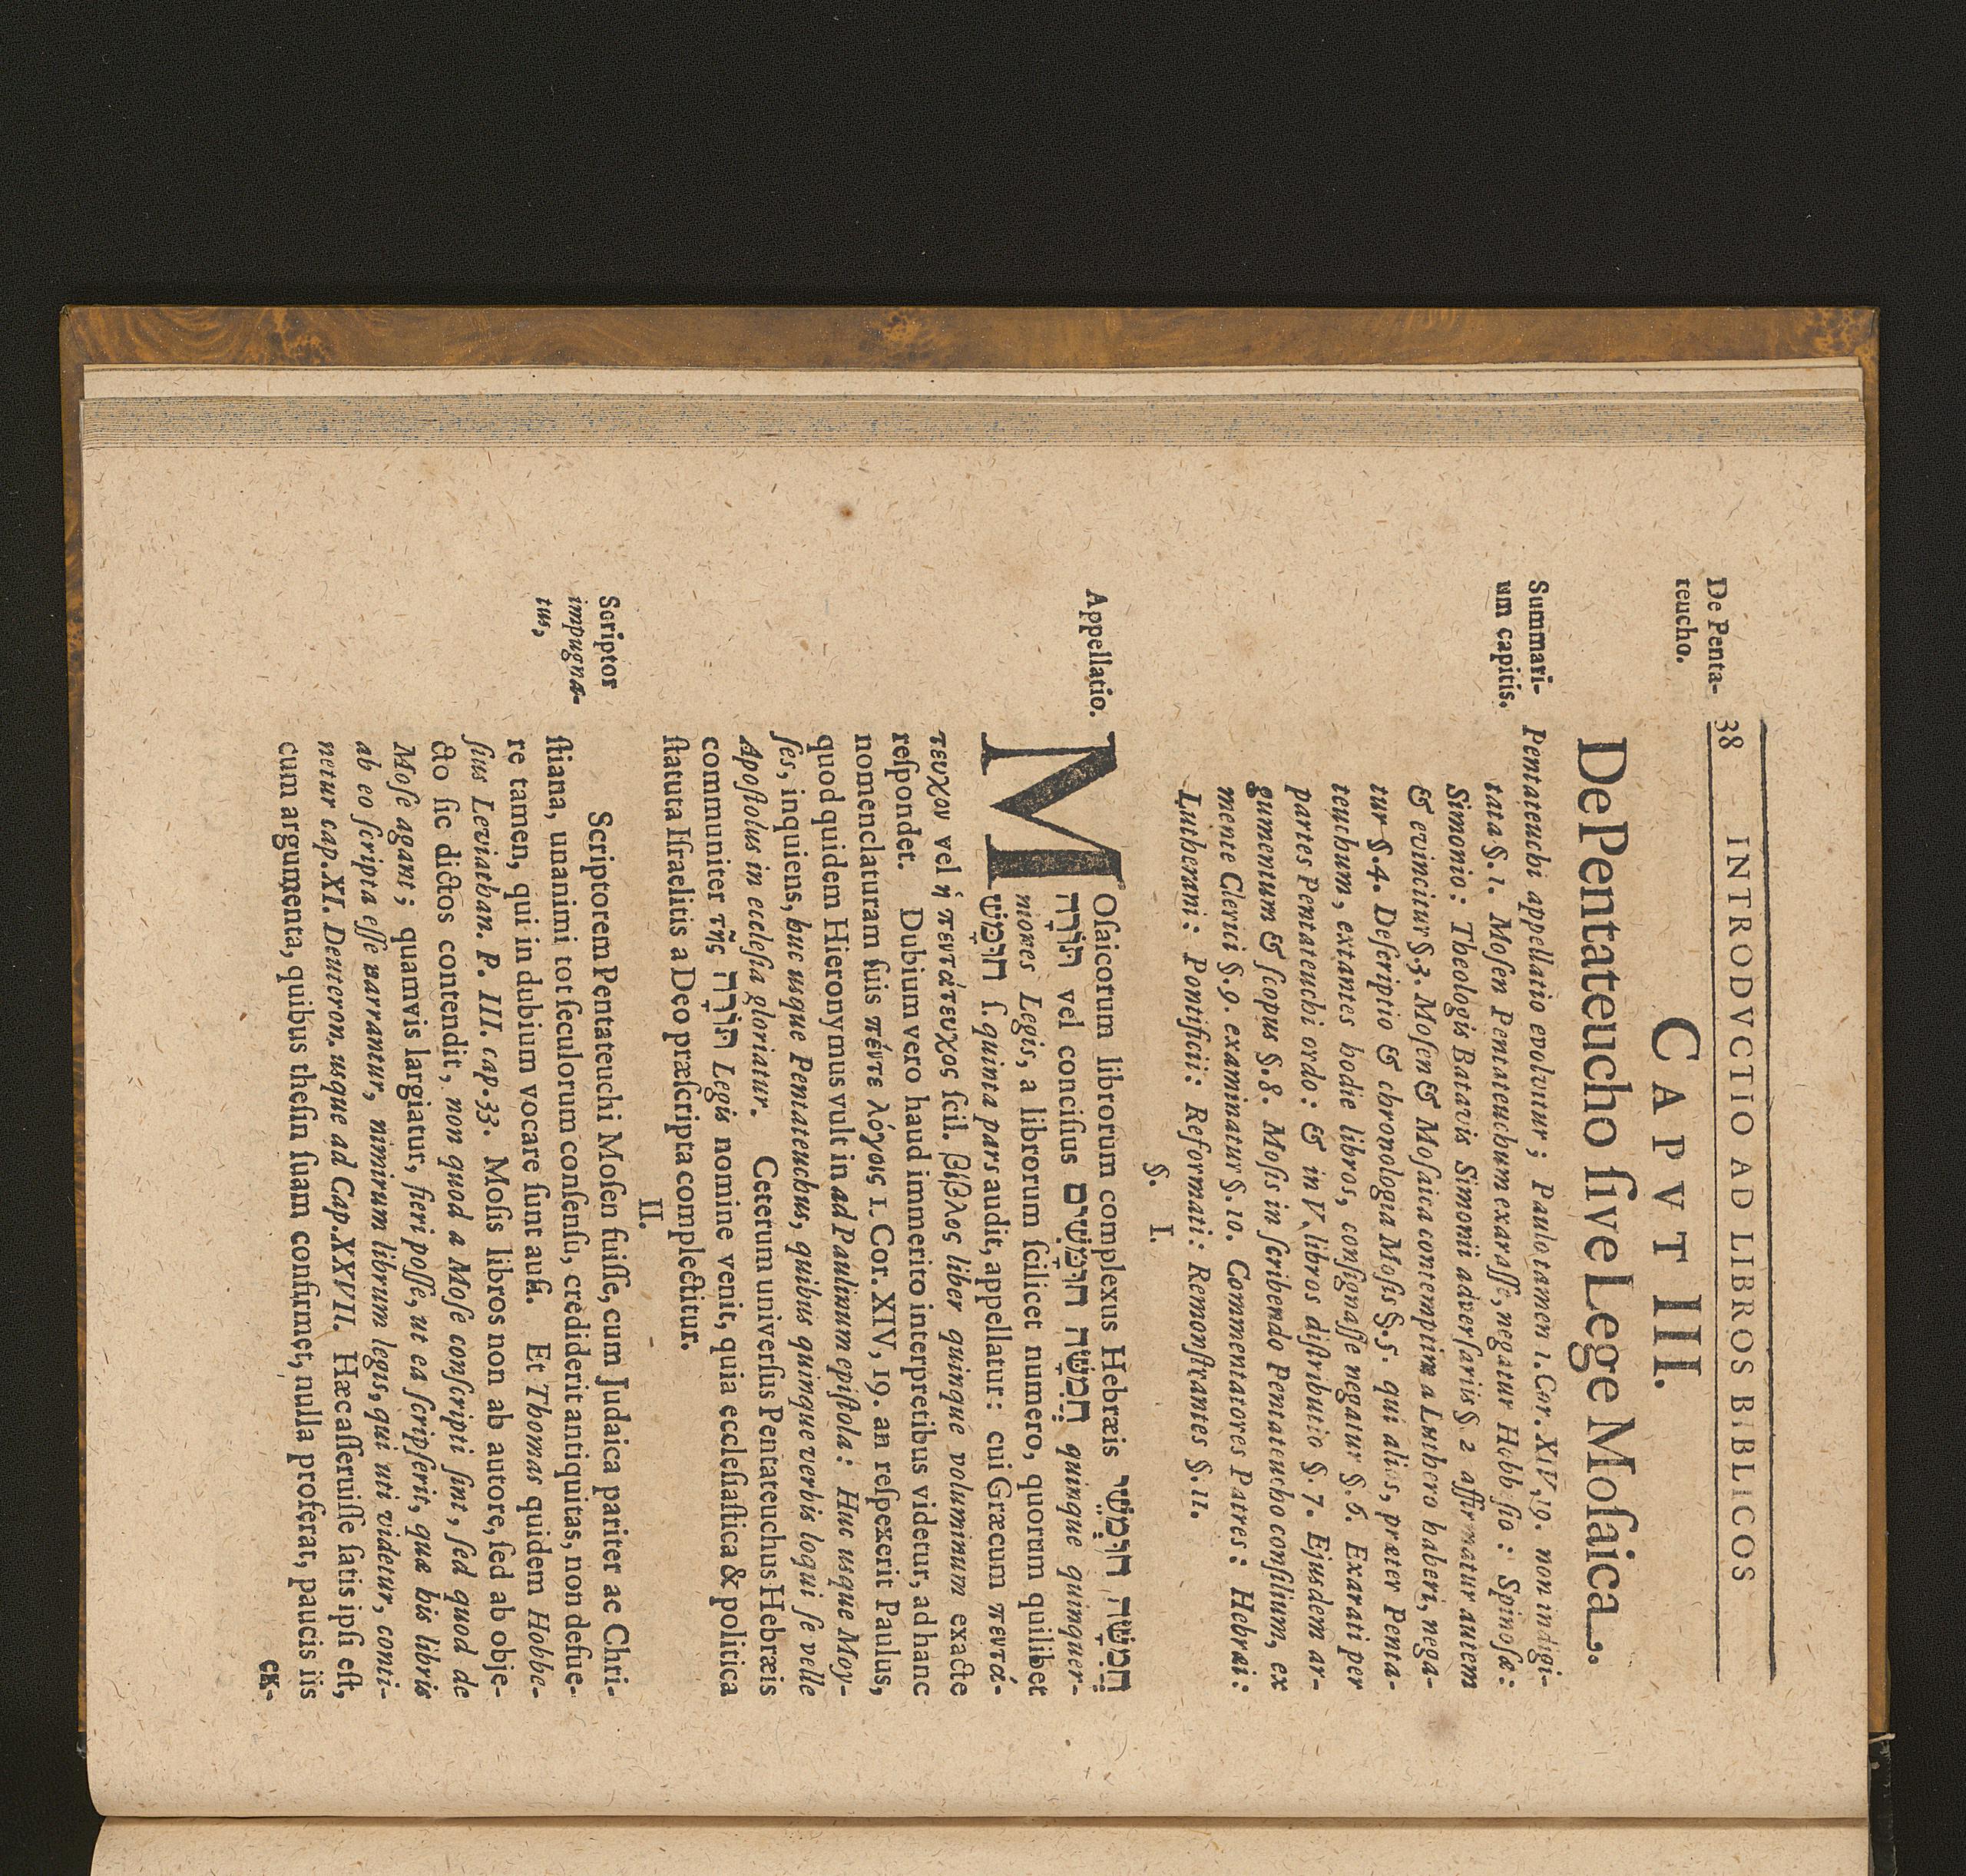 38 INTRODVCTIO AD LIBROS BIBLICOS
De Penta-
teucho.
CAPVT III.
De Pentateucho ſive Lege Moſaica.
Summari-
um capitis.
Pentateuchi appellatio evolvitur; Paulo tamen 1. Cor. XIV, 19. non indigi-
tata §. 1. Moſen Pentateuchum exaraſſe, negatur Hobbſio: Spinoſæ:
Simonio: Theologis Batavis Simonii adverſariis § 2 affirmatur autem
& evincitur §. 3. Moſen & Moſaica contemptim a Luthero haberi, nega-
tur §. 4. Deſcriptio & chronologia Moſis §. 5. qui alios, præter Penta-
teuchum, extantes hodie libros, conſignaſſe negatur §. 6. Exarati per
partes Pentateuchi ordo: & in V. libros diſtributio §. 7. Ejusdem ar-
gumentum & ſcopus §. 8. Moſis in ſcribendo Pentateucho conſilium, ex
mente Clerici §. 9. examinatur §. 10. Commentatores Patres: Hebræi:
Lutherani: Pontificii: Reformati: Remonſtrantes §. 11.
§. I.
Appellatio.
MOſaicorum librorum complexus Hebræis חֲמִשָּׁה חוּמְשֵׁי
תּוֹרָה vel conciſius חֲמִשָּׁה חוּמָשִׁים quinque quinquer-
niones Legis, a librorum ſcilicet numero, quorum quilibet
חוּמָשׁ ſ. quinta pars audit, appellatur: cui Græcum πεντά-
τευχον vel ἡ πεντάτευχος ſcil. βίβλος liber quinque voluminum exacte
reſpondet. Dubium vero haud immerito interpretibus videtur, ad hanc
nomenclaturam ſuis πέντε λόγοις 1. Cor. XIV, 19. an reſpexerit Paulus,
quod quidem Hieronymus vult in ad Paulinum epiſtola: Huc usque Moy-
ſes, inquiens, huc usque Pentateuchus, quibus quinque verbis loqui ſe velle
Apoſtolus in eccleſia gloriatur. Ceterum univerſus Pentateuchus Hebræis
communiter τῆς תּוֹרָה Legis nomine venit, quia eccleſiaſtica & politica
ſtatuta Iſraelitis a Deo præſcripta complectitur.
II.
Scriptor
impugna-
tus,
Scriptorem Pentateuchi Moſen fuiſſe, cum Judaica pariter ac Chri-
ſtiana, unanimi tot ſeculorum conſenſu, crediderit antiquitas, non defue-
re tamen, qui in dubium vocare ſunt auſi. Et Thomas quidem Hobbe-
ſius Leviathan. P. III. cap. 33. Moſis libros non ab autore, ſed ab obje-
cto ſic dictos contendit, non quod a Moſe conſcripti ſint, ſed quod de
Moſe agant; quamvis largiatur, fieri poſſe, ut ea ſcripſerit, quæ his libris
ab eo ſcripta eſſe narrantur, nimirum librum legis, qui uti videtur, conti-
netur cap. XI. Deuteron. usque ad Cap. XXVII. Hæc aſſeruiſſe ſatis ipſi eſt,
cum argumenta, quibus theſin ſuam confirmet, nulla proferat, paucis iis
ex-